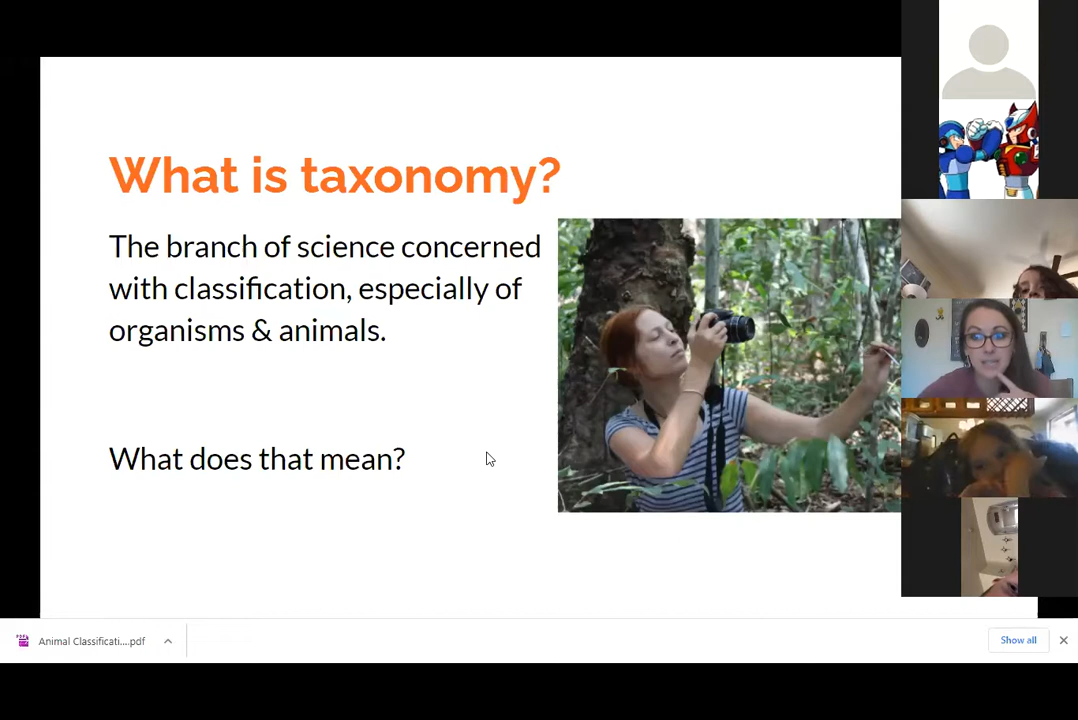 What is taxonomy?
The branch of science concerned
with classification, especially of
organisms & animals.
What does that mean?
Animal Classificati....pdf
Show all